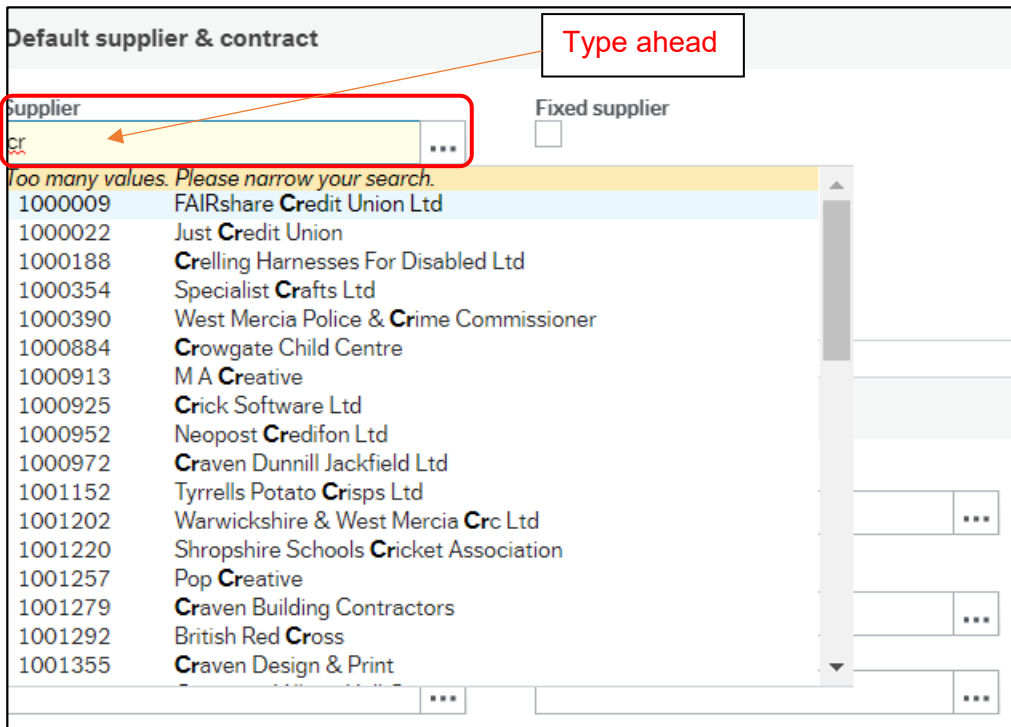 Default supplier & contract
Type ahead
Supplier
Fixed supplier
cr
...
Too many values. Please narrow your search.
1000009 FAIRshare Credit Union Ltd
1000022 Just Credit Union
1000188 Crelling Harnesses For Disabled Ltd
1000354 Specialist Crafts Ltd
1000390 West Mercia Police & Crime Commissioner
1000884 Crowgate Child Centre
1000913 M A Creative
1000925 Crick Software Ltd
1000952 Neopost Credifon Ltd
1000972 Craven Dunnill Jackfield Ltd
1001152 Tyrrells Potato Crisps Ltd
1001202 Warwickshire & West Mercia Crc Ltd
...
1001220 Shropshire Schools Cricket Association
1001257 Pop Creative
1001279 Craven Building Contractors
...
1001292 British Red Cross
1001355 Craven Design & Print
... ...